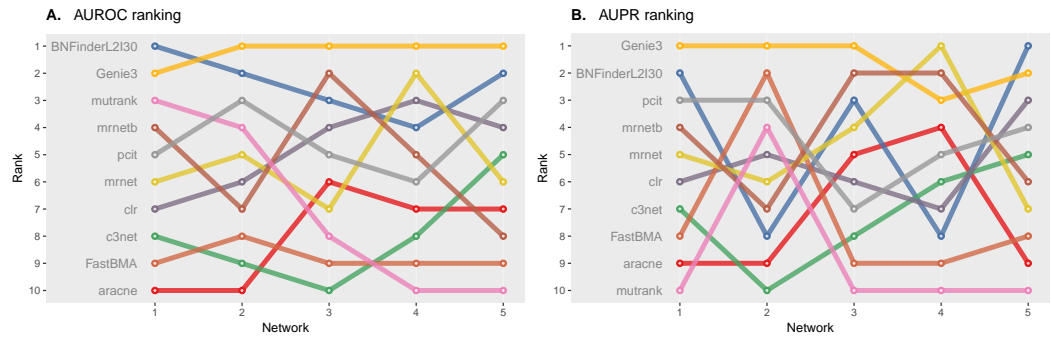 A. AUROC ranking
Rank
1 BNFinderL2I30
2 Genie3
3 mutrank
4 mrnetb
5 pcit
6 mrnet
7 clr
8 c3net
9 FastBMA
10 aracne
1 2 3 4 5
Network
B. AUPR ranking
Rank
1 Genie3
2 BNFinderL2I30
3 pcit
4 mrnetb
5 mrnet
6 clr
7 c3net
8 FastBMA
9 aracne
10 mutrank
1 2 3 4 5
Network